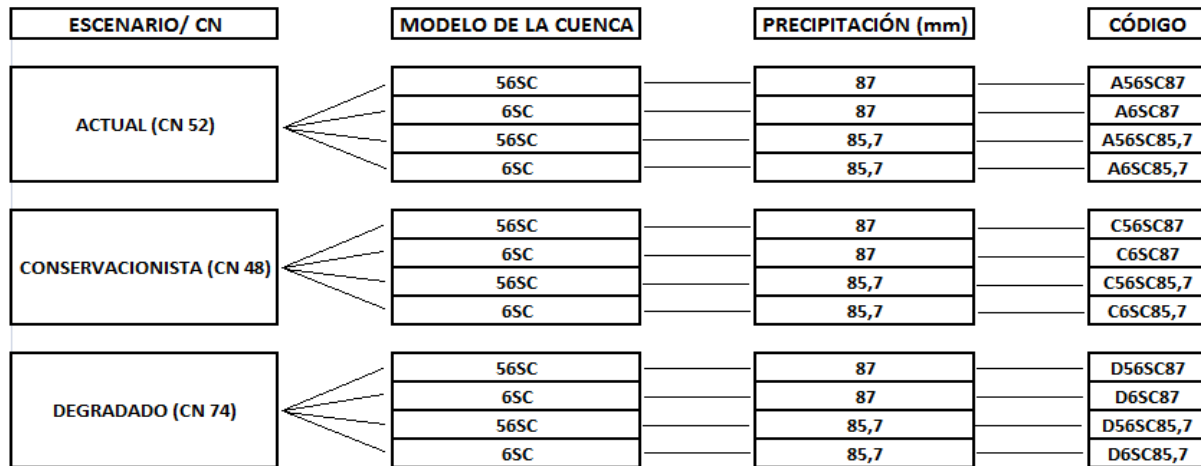 ESCENARIO/ CN MODELO DE LA CUENCA PRECIPITACIÓN (mm) CÓDIGO
56SC 87 A56SC87
6SC 87 A6SC87
ACTUAL (CN 52)
56SC 85,7 A56SC85,7
6SC 85,7 A6SC85,7
56SC 87 C56SC87
6SC 87 C6SC87
CONSERVACIONISTA (CN 48)
56SC 85,7 C56SC85,7
6SC 85,7 C6SC85,7
56SC 87 D56SC87
6SC 87 D6SC87
DEGRADADO (CN 74)
56SC 85,7 D56SC85,7
6SC 85,7 D6SC85,7